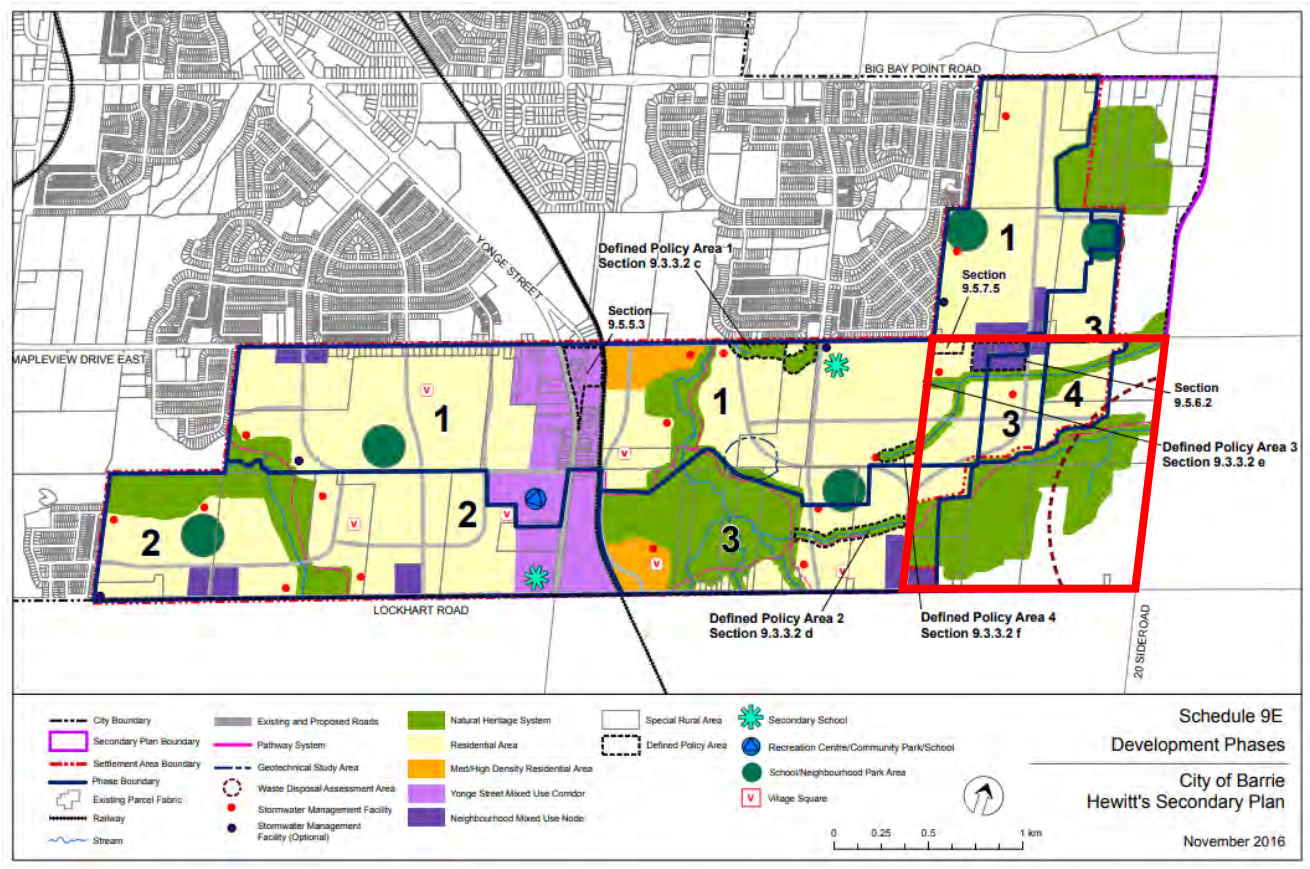 BIG BAY POINT ROAD
YONGE STREET
Defined Policy Area 1
Section 9.3.3.2 c
1
Section
9.5.7.5
Section
9.5.5.3
3
MAPLEVIEW DRIVE EAST
V
1
1
4
3
Section
9.5.6.2
Defined Policy Area 3
Section 9.3.3.2 e
V
2
V
V
2
3
V
V
LOCKHART ROAD
Defined Policy Area 2
Section 9.3.3.2 d
Defined Policy Area 4
Section 9.3.3.2 f
20 SIDEROAD
City Boundary
Secondary Plan Boundary
Settlement Area Boundary
Phase Boundary
Existing Parcel Fabric
Railway
Stream
Existing and Proposed Roads
Pathway System
Geotechnical Study Area
Waste Disposal Assessment Area
Stormwater Management Facility
Stormwater Management
Facility (Optional)
Natural Heritage System
Residential Area
Med/High Density Residential Area
Yonge Street Mixed Use Corridor
Neighbourhood Mixed Use Node
Special Rural Area
Defined Policy Area
Secondary School
Recreation Centre/Community Park/School
School/Neighbourhood Park Area
V Village Square
0 0.25 0.5 1 km
Schedule 9E
Development Phases
City of Barrie
Hewitt's Secondary Plan
November 2016